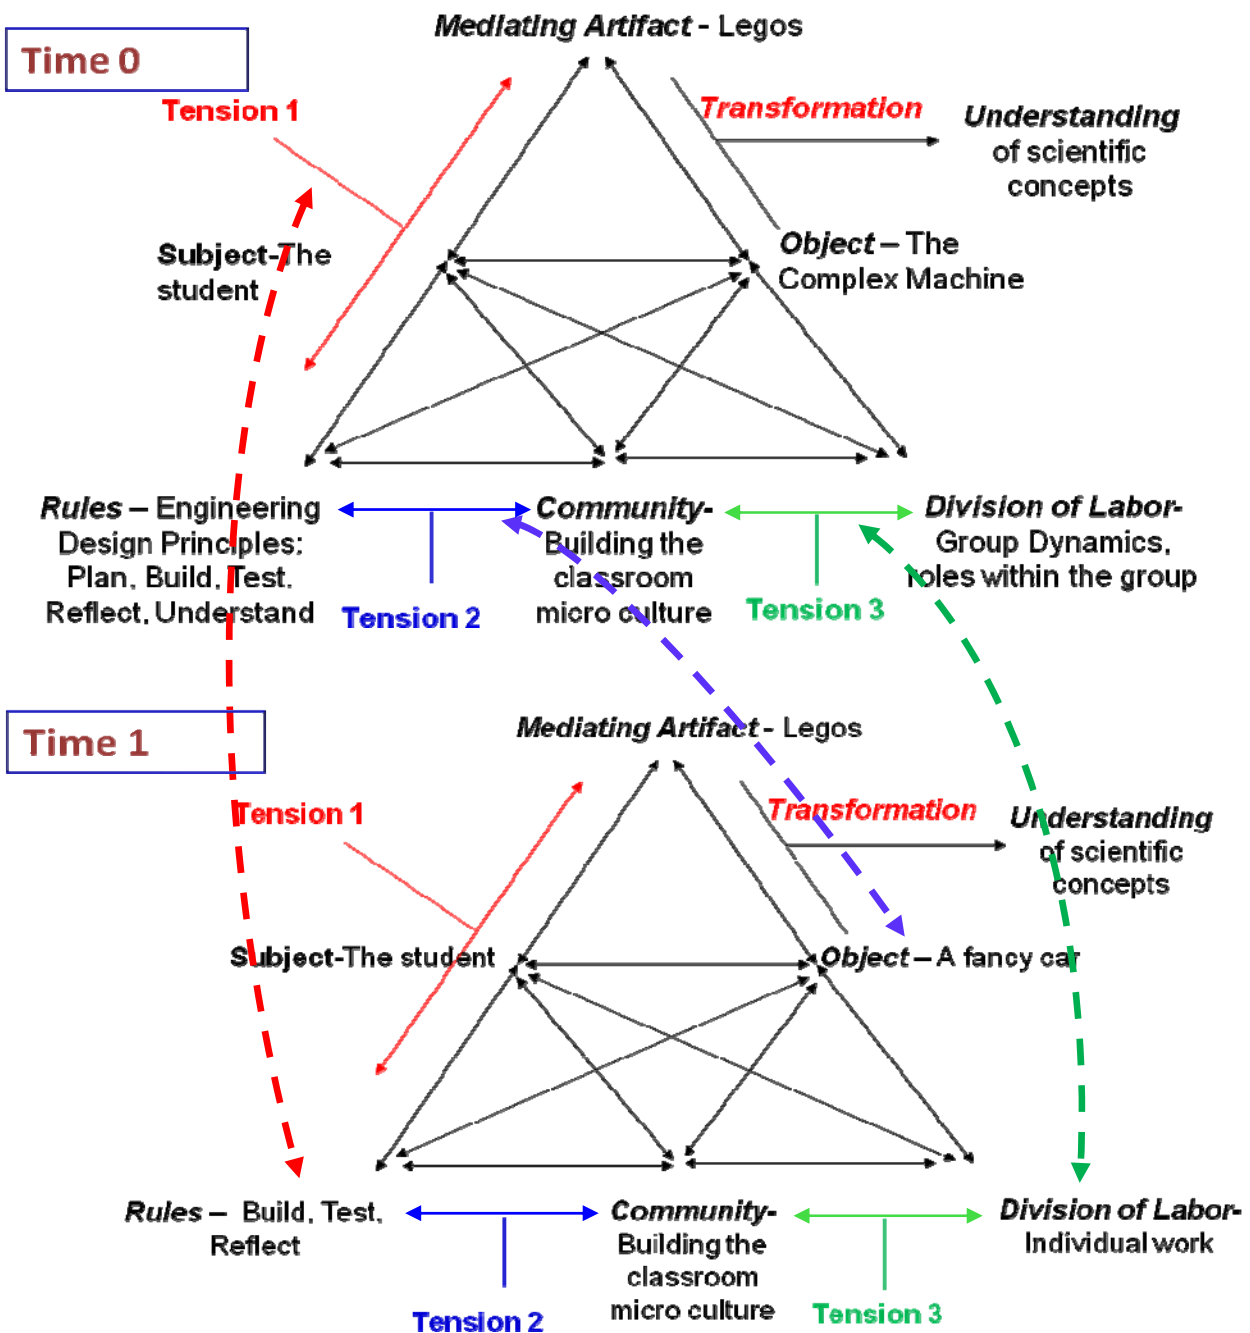 Mediating Artifact - Legos
Time 0
Tension 1
Transformation
Understanding
of scientific
concepts
Subject-The
student
Object – The
Complex Machine
Rules – Engineering
Design Principles:
Plan, Build, Test,
Reflect, Understand
Tension 2
Community-
Building the
classroom
micro culture
Tension 3
Division of Labor-
Group Dynamics,
roles within the group
Time 1
Mediating Artifact - Legos
Tension 1
Transformation
Understanding
of scientific
concepts
Subject-The student
Object – A fancy car
Rules – Build, Test,
Reflect
Tension 2
Community-
Building the
classroom
micro culture
Tension 3
Division of Labor-
Individual work